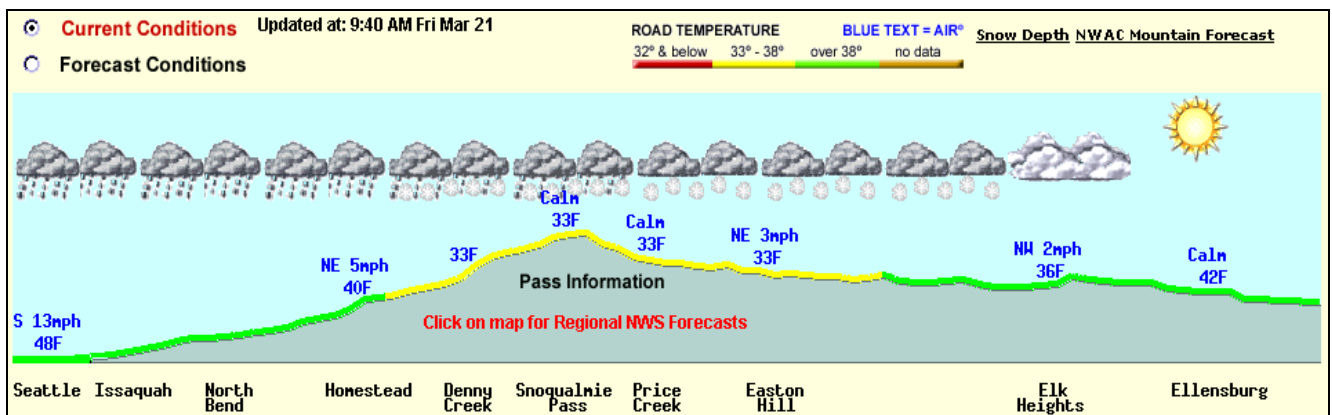 Current Conditions
Updated at: 9:40 AM Fri Mar 21
Forecast Conditions
ROAD TEMPERATURE
BLUE TEXT = AIR°
32° & below
33° - 38°
over 38°
no data
Snow Depth
NWAC Mountain Forecast
S 13mph
48F
NE 5mph
40F
33F
Calm
33F
Calm
33F
NE 3mph
33F
NW 2mph
36F
Calm
42F
Pass Information
Click on map for Regional NWS Forecasts
Seattle
Issaquah
North
Bend
Homestead
Denny
Creek
Snoqualmie
Pass
Price
Creek
Easton
Hill
Elk
Heights
Ellensburg